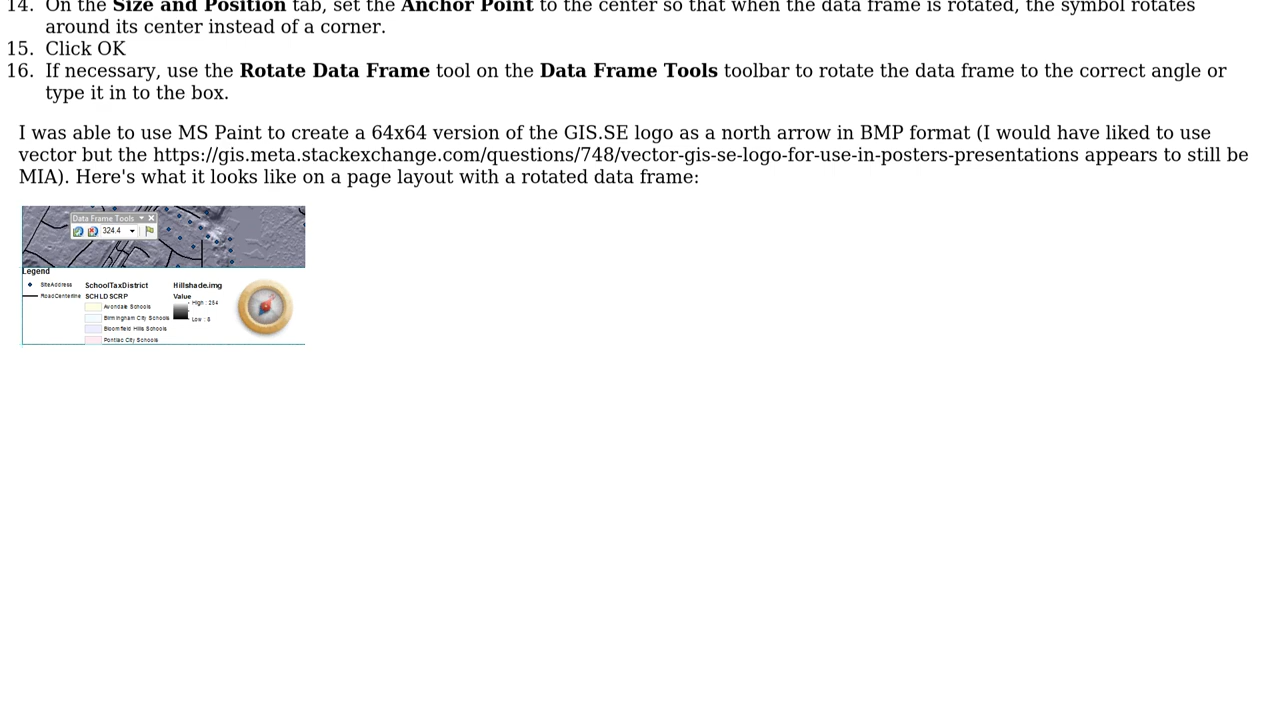 14. On the Size and Position tab, set the Anchor Point to the center so that when the data frame is rotated, the symbol rotates
around its center instead of a corner.
15. Click OK
16. If necessary, use the Rotate Data Frame tool on the Data Frame Tools toolbar to rotate the data frame to the correct angle or
type it in to the box.
I was able to use MS Paint to create a 64x64 version of the GIS.SE logo as a north arrow in BMP format (I would have liked to use
vector but the https://gis.meta.stackexchange.com/questions/748/vector-gis-se-logo-for-use-in-posters-presentations appears to still be
MIA). Here's what it looks like on a page layout with a rotated data frame:
Data Frame Tools
324.4
Legend
SiteAddress
RoadCenterline
SchoolTaxDistrict
SCHLDSCRP
Avondale Schools
Birmingham City Schools
Bloomfield Hills Schools
Pontiac City Schools
Hillshade.img
Value
High : 254
Low :